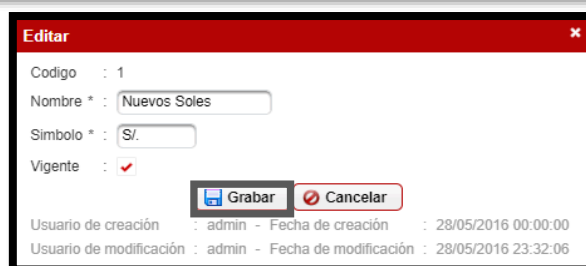 Editar
Codigo : 1
Nombre * : Nuevos Soles
Simbolo * : S/.
Vigente :
Grabar Cancelar
Usuario de creación : admin - Fecha de creación : 28/05/2016 00:00:00
Usuario de modificación : admin - Fecha de modificación : 28/05/2016 23:32:06